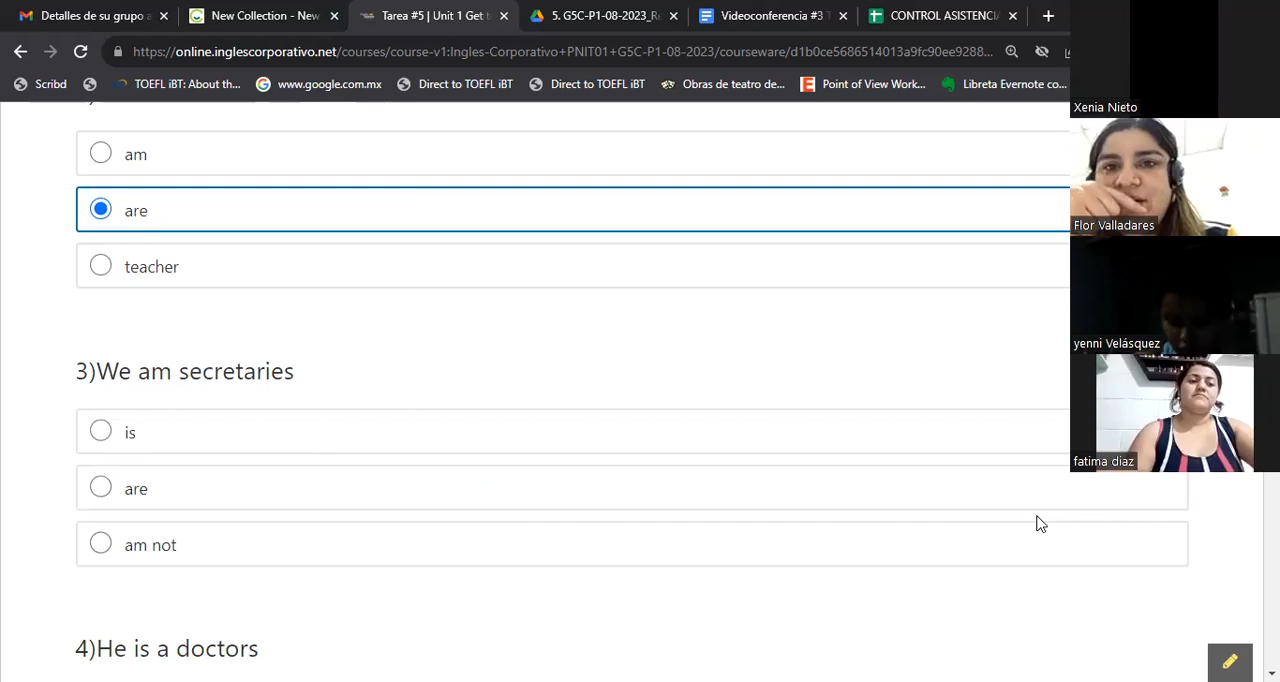 Detalles de su grupo a
New Collection - New
Tarea #5 | Unit 1 Get t
5. G5C-P1-08-2023_R
Videoconferencia #3 T
CONTROL ASISTENCI
https://online.inglescorporativo.net/courses/course-v1:Ingles-Corporativo+PNIT01+G5C-P1-08-2023/courseware/d1b0ce5686514013a9fc90ee9288...
Scribd
TOEFL iBT: About th...
www.google.com.mx
Direct to TOEFL iBT
Direct to TOEFL iBT
Obras de teatro de...
Point of View Work...
Libreta Evernote co...
Xenia Nieto
am
are
Flor Valladares
teacher
yenni Velásquez
3)We am secretaries
is
fatima diaz
are
am not
4)He is a doctors